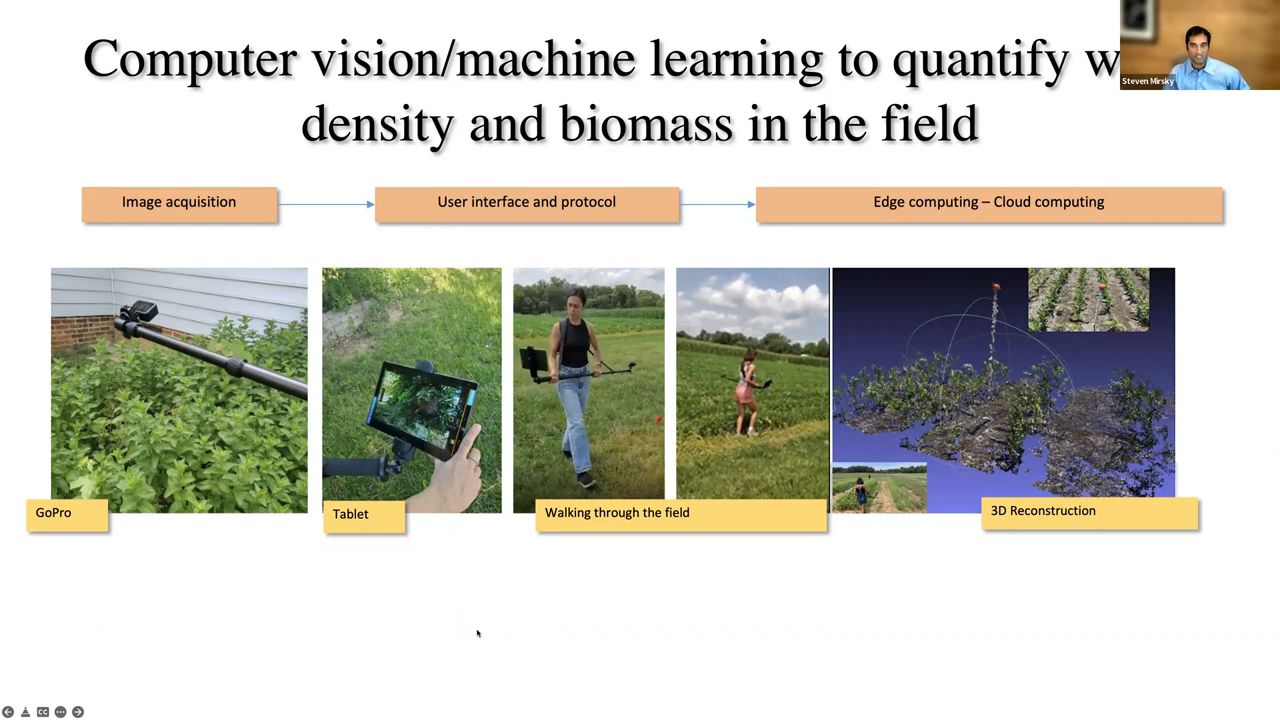 Computer vision/machine learning to quantify
density and biomass in the field
Steven Mirsky
Image acquisition
User interface and protocol
Edge computing – Cloud computing
GoPro
Tablet
Walking through the field
3D Reconstruction
CC